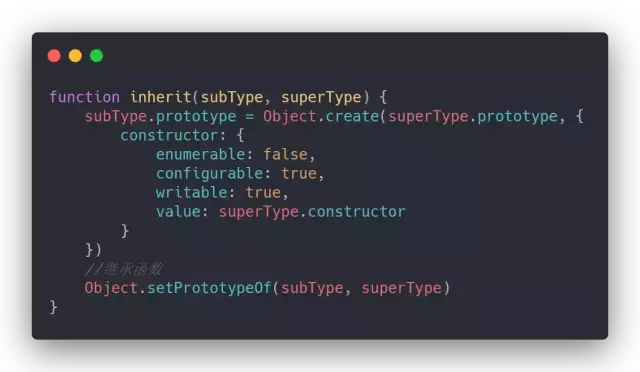 function inherit(subType, superType) {
    subType.prototype = Object.create(superType.prototype, {
        constructor: {
            enumerable: false,
            configurable: true,
            writable: true,
            value: superType.constructor
        }
    })
    //继承函数
    Object.setPrototypeOf(subType, superType)
}